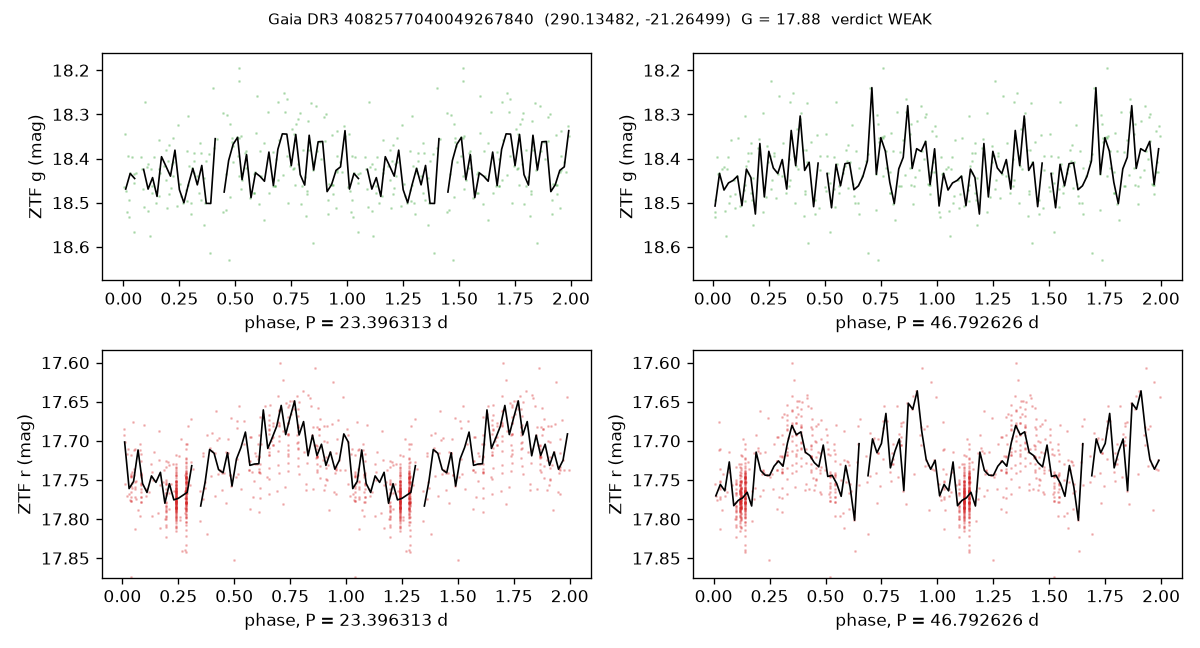 Gaia DR3 4082577040049267840  (290.13482, -21.26499)  G = 17.88  verdict WEAK
ZTF g (mag)
18.2
18.3
18.4
18.5
18.6
0.00 0.25 0.50 0.75 1.00 1.25 1.50 1.75 2.00
phase, P = 23.396313 d
ZTF g (mag)
18.2
18.3
18.4
18.5
18.6
0.00 0.25 0.50 0.75 1.00 1.25 1.50 1.75 2.00
phase, P = 46.792626 d
ZTF r (mag)
17.60
17.65
17.70
17.75
17.80
17.85
0.00 0.25 0.50 0.75 1.00 1.25 1.50 1.75 2.00
phase, P = 23.396313 d
ZTF r (mag)
17.60
17.65
17.70
17.75
17.80
17.85
0.00 0.25 0.50 0.75 1.00 1.25 1.50 1.75 2.00
phase, P = 46.792626 d